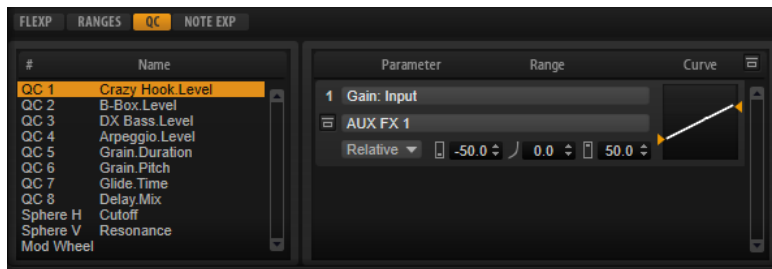 FLEXP RANGES QC NOTE EXP
# Name
QC 1 Crazy Hook.Level
QC 2 B-Box.Level
QC 3 DX Bass.Level
QC 4 Arpeggio.Level
QC 5 Grain.Duration
QC 6 Grain.Pitch
QC 7 Glide.Time
QC 8 Delay.Mix
Sphere H Cutoff
Sphere V Resonance
Mod Wheel
Parameter Range Curve
1 Gain: Input
AUX FX 1
Relative -50.0 0.0 50.0